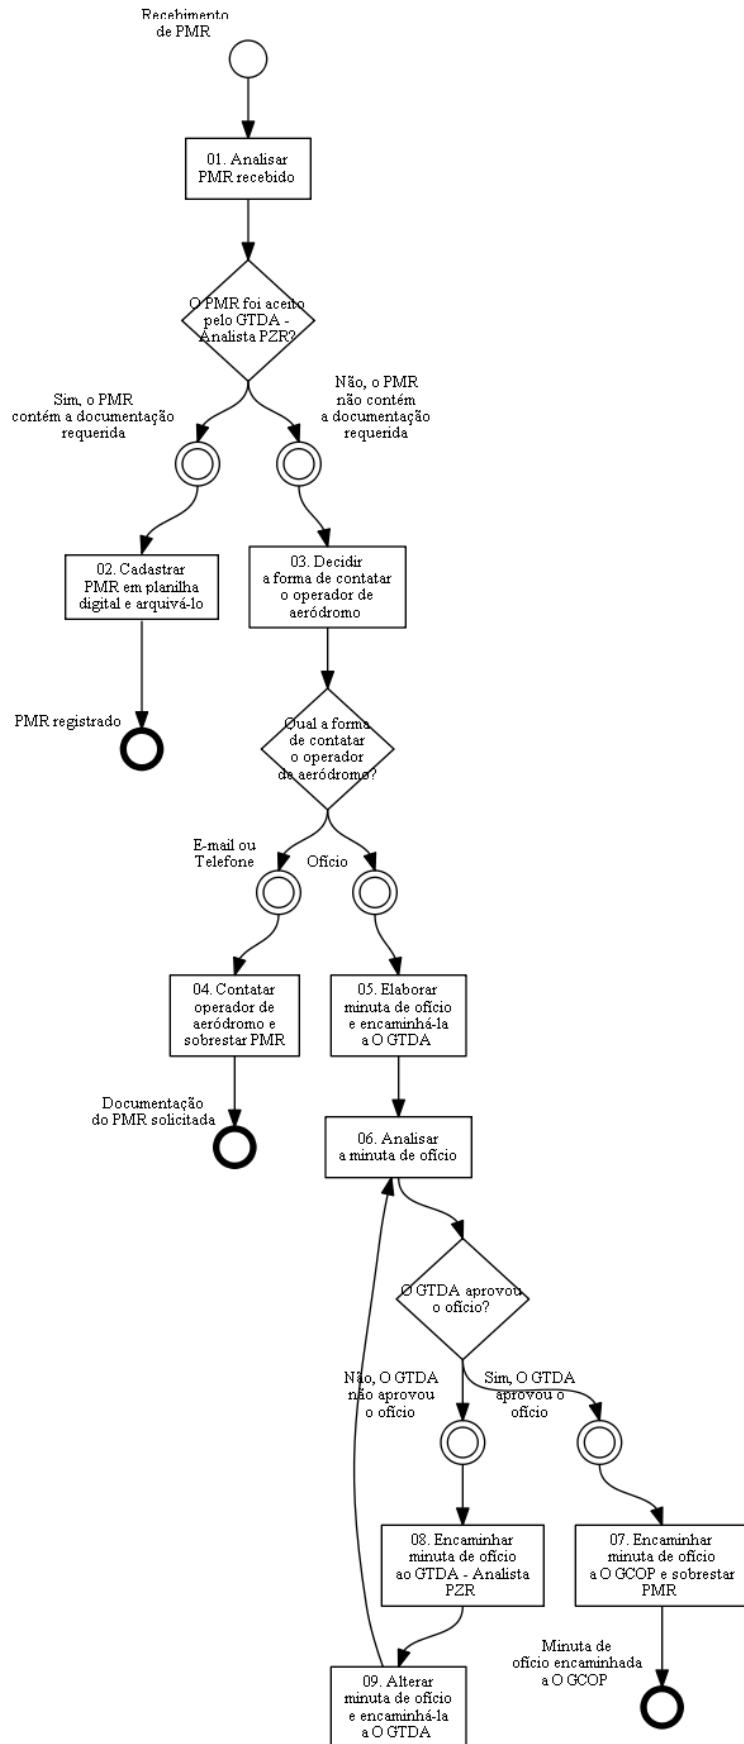 Recebimento
de PMR
01. Analisar
PMR recebido
O PMR foi aceito
pelo GTDA -
Analista PZR?
Sim, o PMR
contém a documentação
requerida
Não, o PMR
não contém
a documentação
requerida
02. Cadastrar
PMR em planilha
digital e arquivá-lo
03. Decidir
a forma de contatar
o operador de
aeródromo
PMR registrado
Qual a forma
de contatar
o operador
de aeródromo?
E-mail ou
Telefone
Ofício
04. Contatar
operador de
aeródromo e
sobrestar PMR
05. Elaborar
minuta de ofício
e encaminhá-la
a O GTDA
Documentação
do PMR solicitada
06. Analisar
a minuta de ofício
O GTDA aprovou
o ofício?
Não, O GTDA
não aprovou
o ofício
Sim, O GTDA
aprovou o
ofício
08. Encaminhar
minuta de ofício
ao GTDA - Analista
PZR
07. Encaminhar
minuta de ofício
a O GCOP e sobrestar
PMR
Minuta de
ofício encaminhada
a O GCOP
09. Alterar
minuta de ofício
e encaminhá-la
a O GTDA